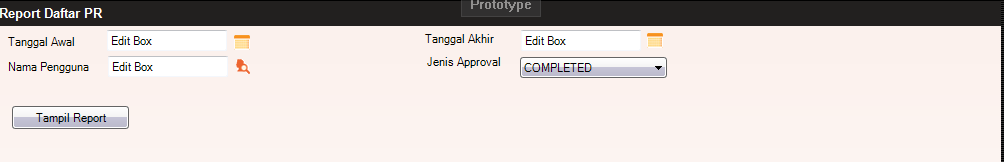 Prototype
Report Daftar PR
Tanggal Awal Edit Box Tanggal Akhir Edit Box
Nama Pengguna Edit Box Jenis Approval COMPLETED
Tampil Report